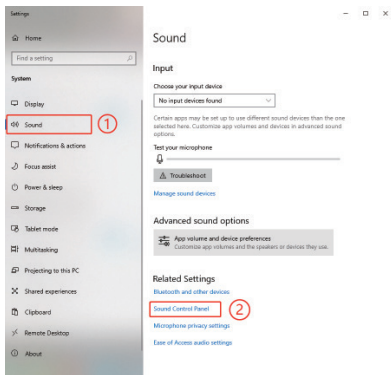 Settings
Home
Find a setting
System
Display
Sound
Notifications & actions
Focus assist
Power & sleep
Storage
Tablet mode
Multitasking
Projecting to this PC
Shared experiences
Clipboard
Remote Desktop
About
1
Sound
Input
Choose your input device
No input devices found
Certain apps may be set up to use different sound devices than the one
selected here. Customize app volumes and devices in advanced sound
options.
Test your microphone
Troubleshoot
Manage sound devices
Advanced sound options
App volume and device preferences
Customize app volumes and the speakers or devices they use.
Related Settings
Bluetooth and other devices
Sound Control Panel
2
Microphone privacy settings
Ease of Access audio settings